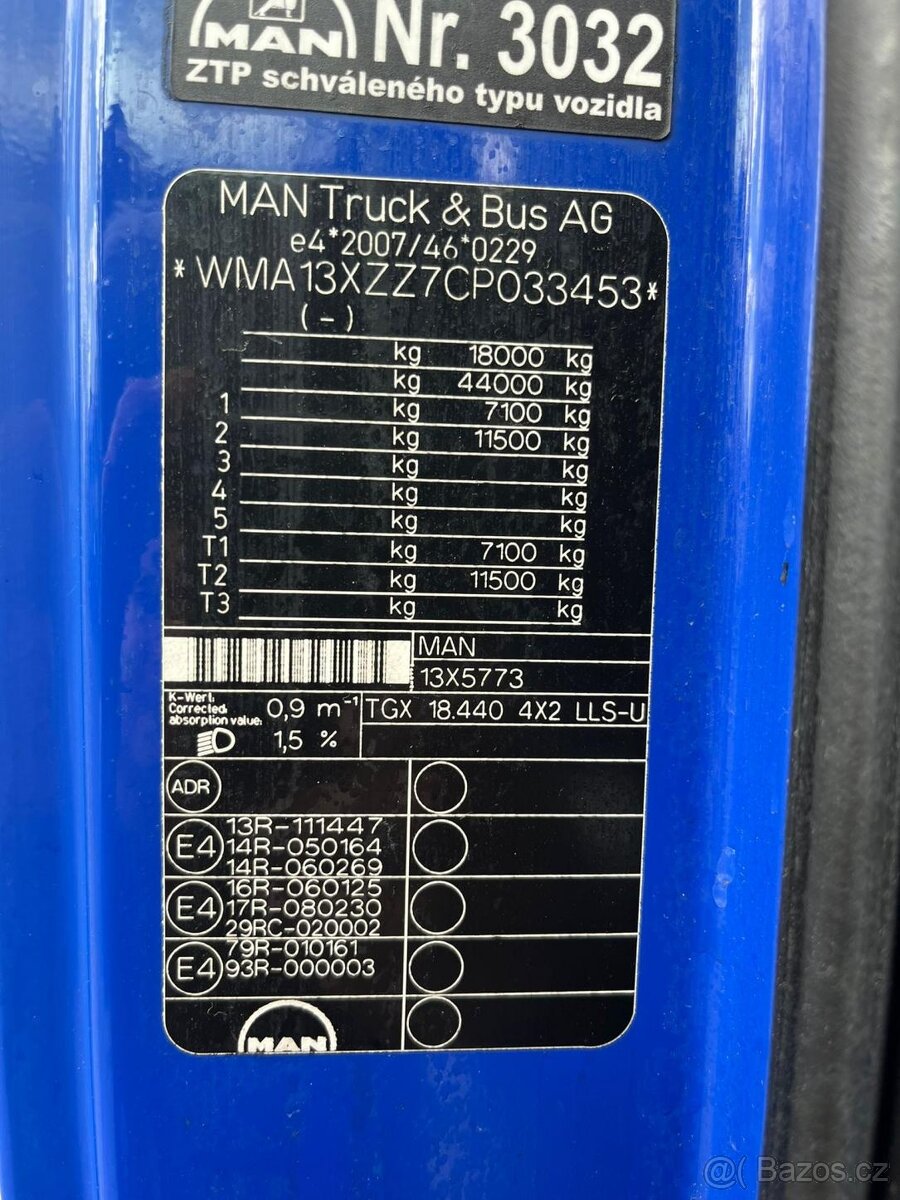 MAN Nr. 3032
ZTP schváleného typu vozidla
MAN Truck & Bus AG
e4*2007/46*0229
*WMA13XZZ7CP033453*
(-)
kg 18000 kg
kg 44000 kg
1 kg 7100 kg
2 kg 11500 kg
3 kg kg
4 kg kg
5 kg kg
T1 kg 7100 kg
T2 kg 11500 kg
T3 kg kg
MAN
13X5773
K-Wert:
Corrected
absorption value: 0,9 m⁻¹
TGX 18.440 4X2 LLS-U
1,5 %
ADR
E4
13R-111447
14R-050164
14R-060269
E4
16R-060125
17R-080230
29RC-020002
E4
79R-010161
93R-000003
MAN
@ Bazos.cz